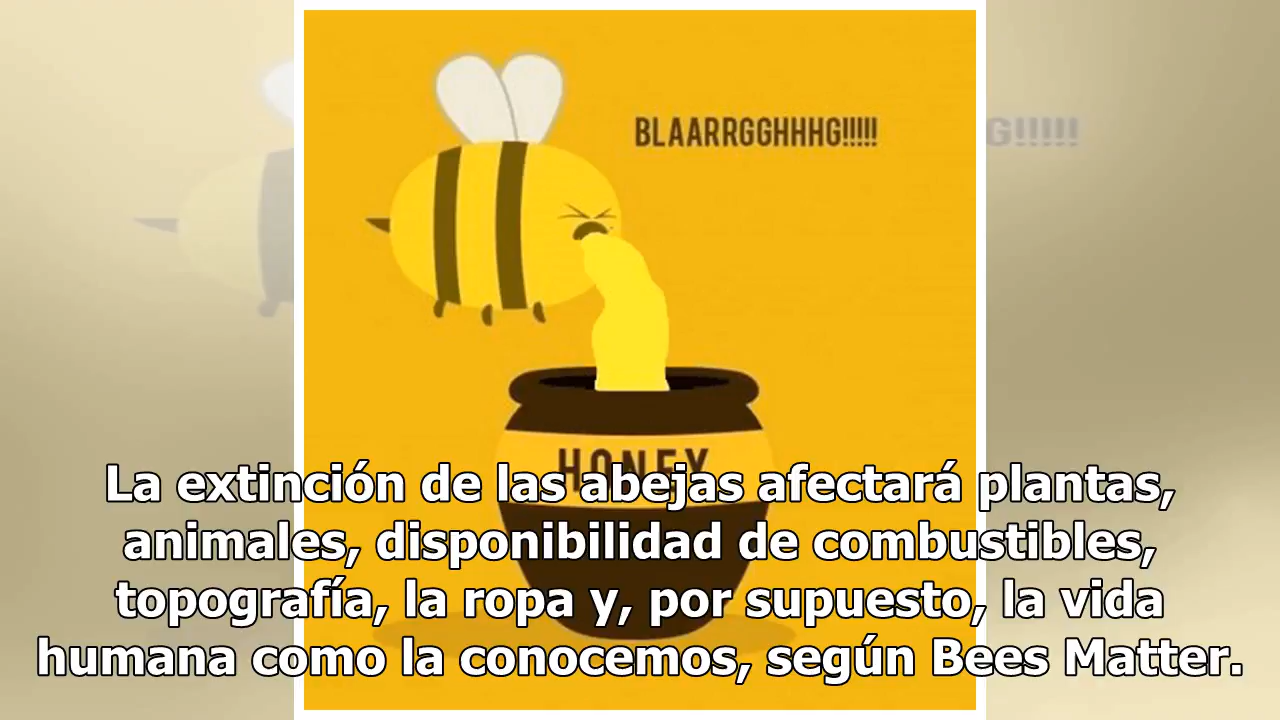 BLAARRGGHHHG!!!!!
G!!!!!
HONEY
La extinción de las abejas afectará plantas,
animales, disponibilidad de combustibles,
topografía, la ropa y, por supuesto, la vida
humana como la conocemos, según Bees Matter.